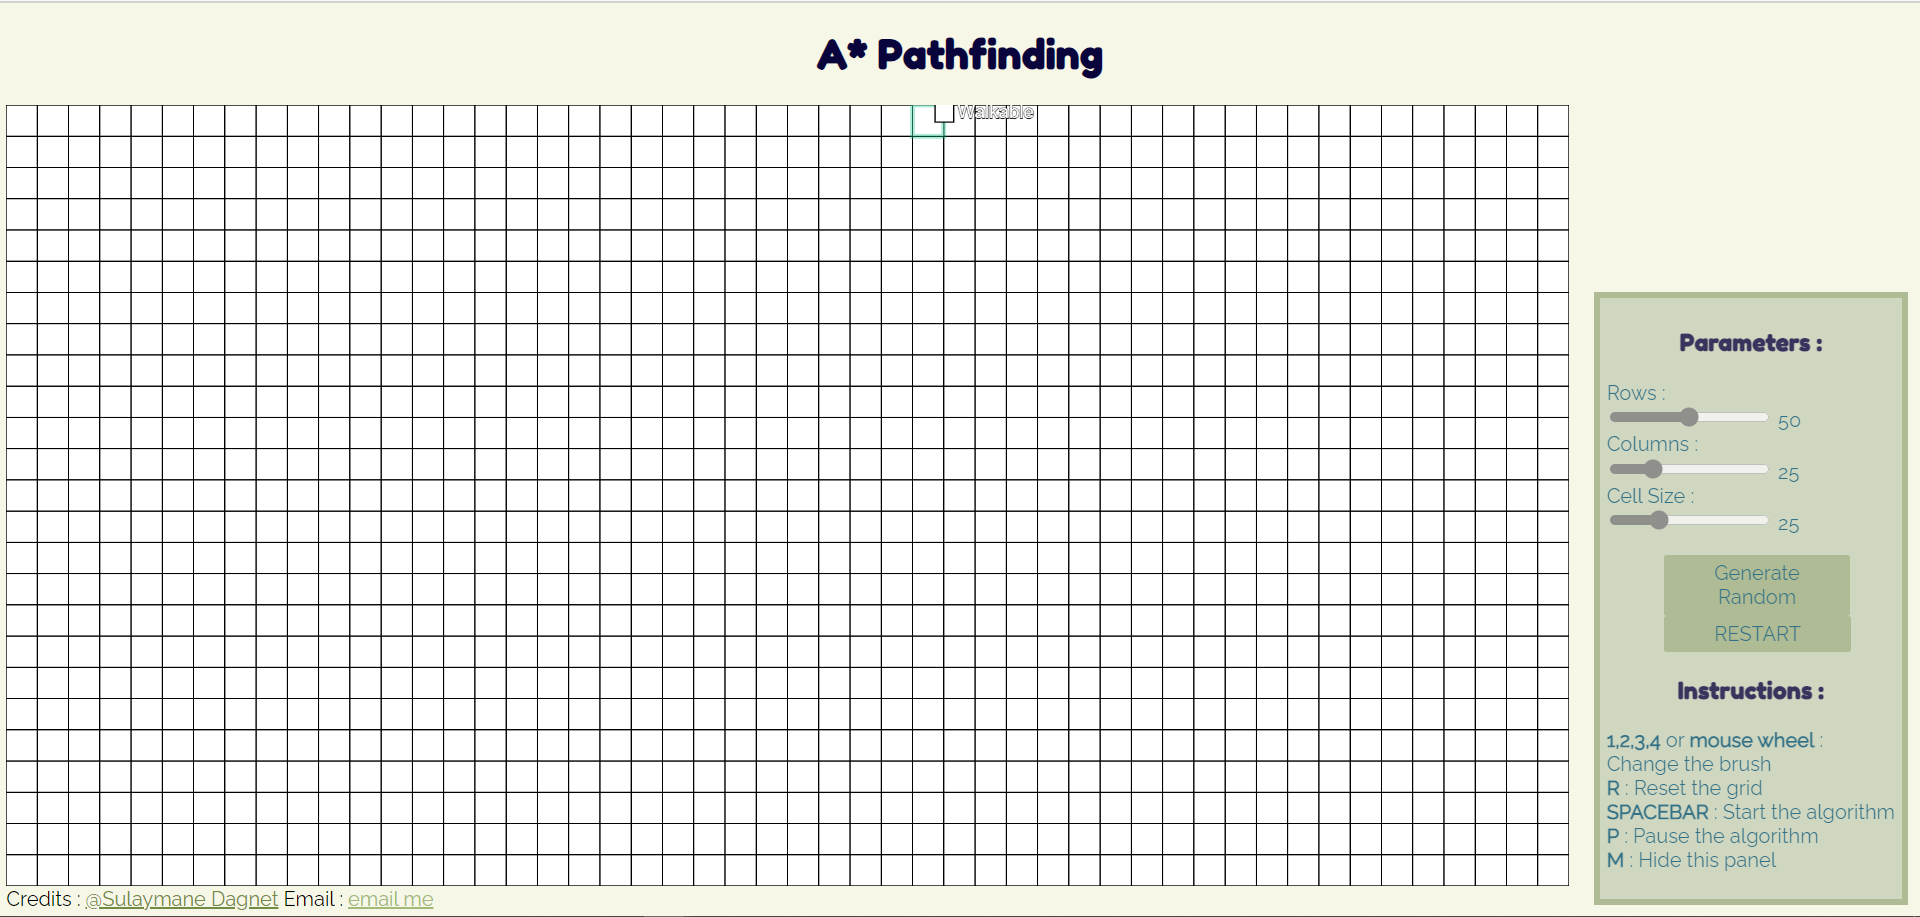 A* Pathfinding
Walkable
Parameters :
Rows :
50
Columns :
25
Cell Size :
25
Generate
Random
RESTART
Instructions :
1,2,3,4 or mouse wheel :
Change the brush
R : Reset the grid
SPACEBAR : Start the algorithm
P : Pause the algorithm
M : Hide this panel
Credits : @Sulaymane Dagnet Email : email me